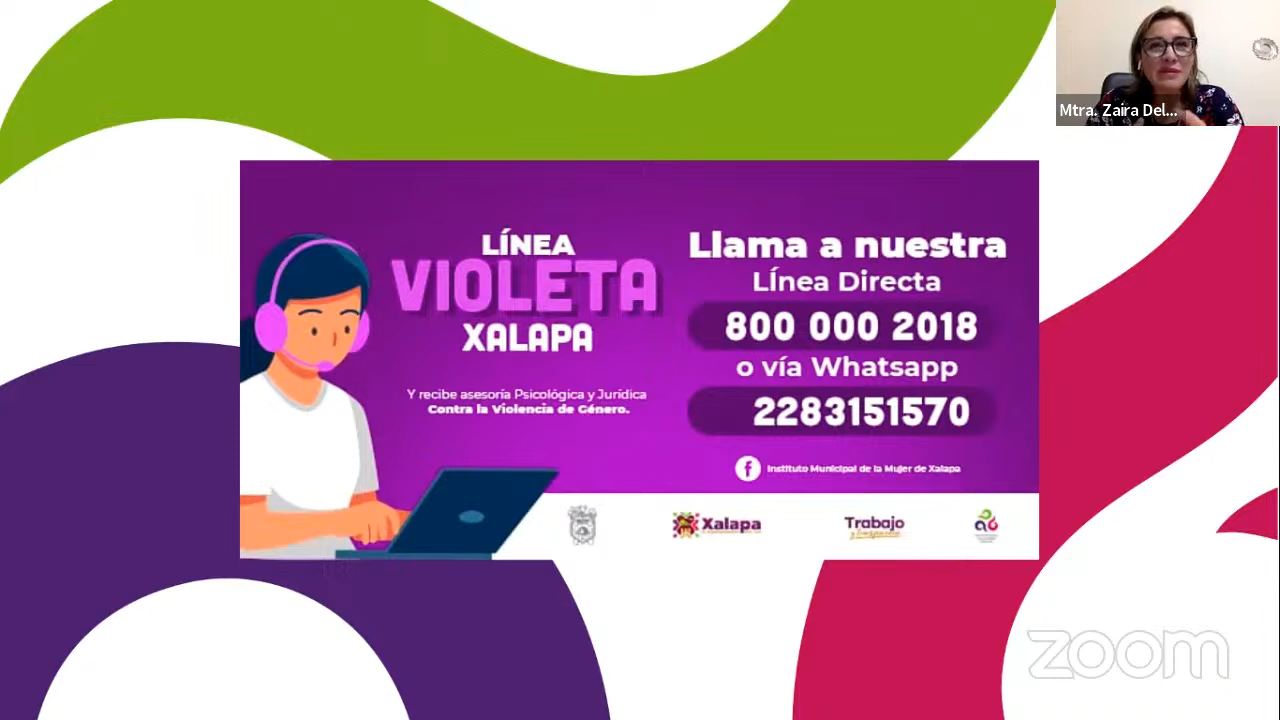 Mtra. Zaira Del...
LÍNEA
VIOLETA
XALAPA
Y recibe asesoría Psicológica y Jurídica
Contra la Violencia de Género.
Llama a nuestra
LÍnea Directa
800 000 2018
o vía Whatsapp
2283151570
f Instituto Municipal de la Mujer de Xalapa
Xalapa
Trabajo
zoom